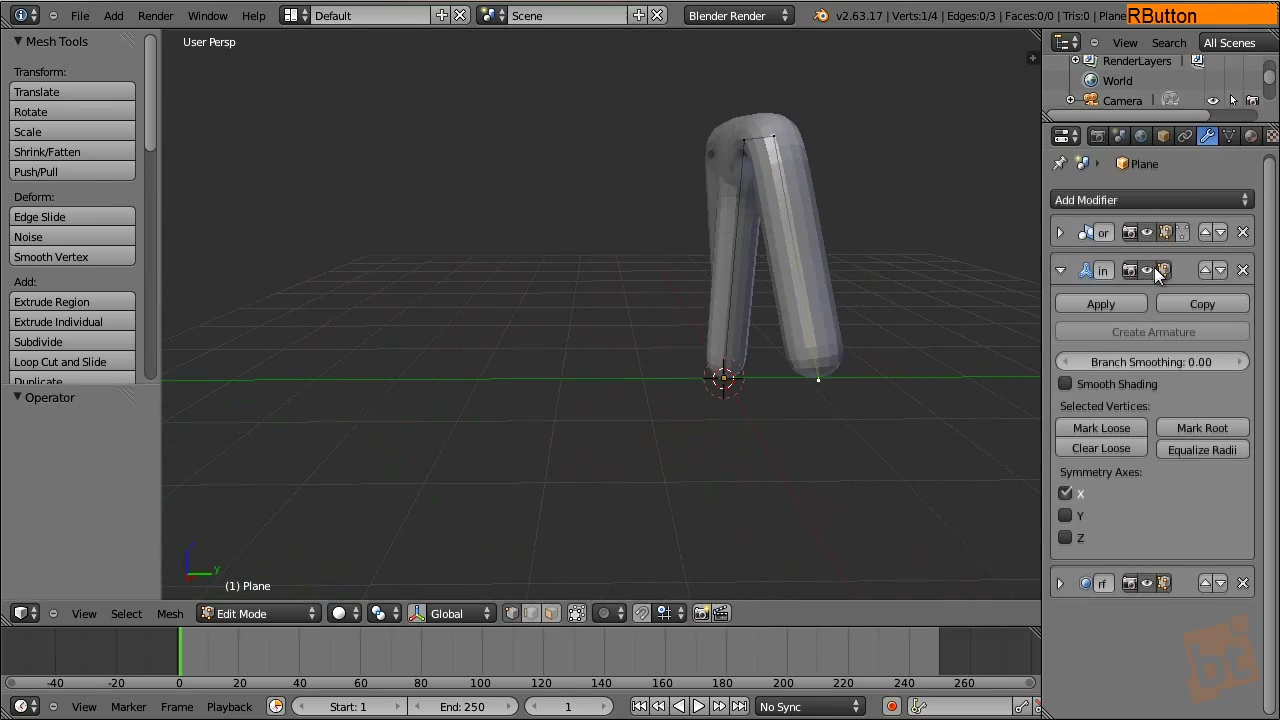 File Add Render Window Help Default Scene Blender Render v2.63.17 | Verts:1/4 | Edges:0/3 | Faces:0/0 | Tris:0 | Plane RButton
Mesh Tools
Transform:
Translate
Rotate
Scale
Shrink/Fatten
Push/Pull
Deform:
Edge Slide
Noise
Smooth Vertex
Add:
Extrude Region
Extrude Individual
Subdivide
Loop Cut and Slide
Duplicate
Operator
User Persp
z
y
(1) Plane
View Search All Scenes
RenderLayers
World
Camera
Plane
Add Modifier
or
in
Apply Copy
Create Armature
Branch Smoothing: 0.00
Smooth Shading
Selected Vertices:
Mark Loose Mark Root
Clear Loose Equalize Radii
Symmetry Axes:
X
Y
Z
rf
View Select Mesh Edit Mode Global
-40 -20 0 20 40 60 80 100 120 140 160 180 200 220 240 260
View Marker Frame Playback Start: 1 End: 250 1 No Sync
bc